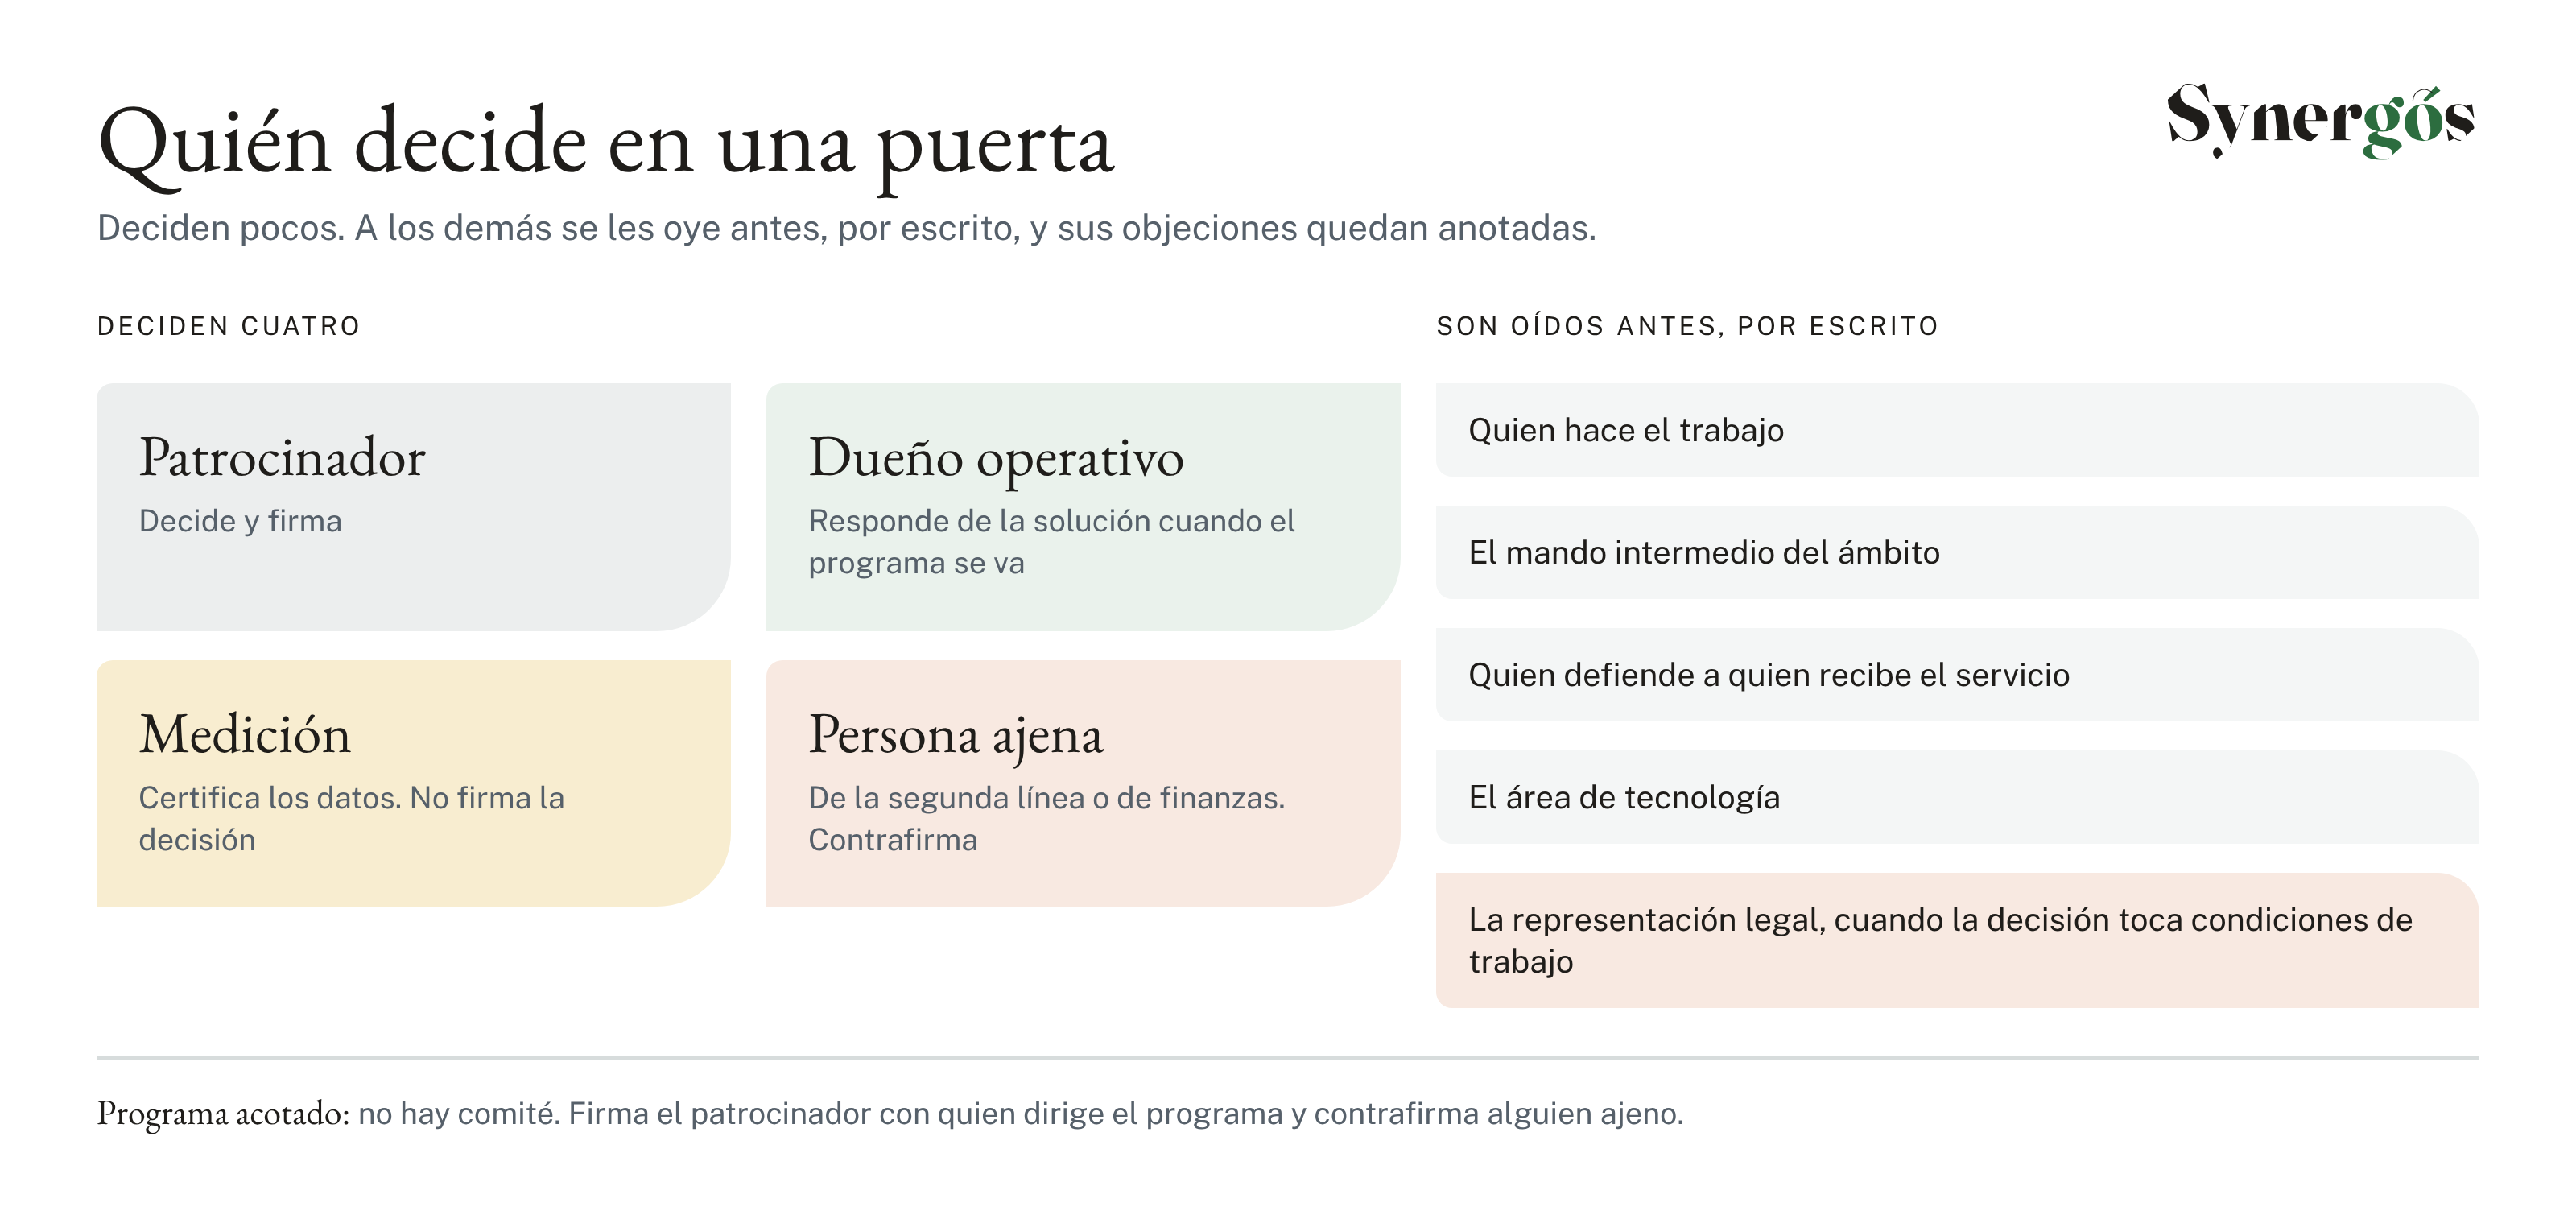 Quién decide en una puerta
Synergós
Deciden pocos. A los demás se les oye antes, por escrito, y sus objeciones quedan anotadas.
DECIDEN CUATRO
Patrocinador
Decide y firma
Dueño operativo
Responde de la solución cuando el
programa se va
Medición
Certifica los datos. No firma la
decisión
Persona ajena
De la segunda línea o de finanzas.
Contrafirma
SON OÍDOS ANTES, POR ESCRITO
Quien hace el trabajo
El mando intermedio del ámbito
Quien defiende a quien recibe el servicio
El área de tecnología
La representación legal, cuando la decisión toca condiciones de
trabajo
Programa acotado: no hay comité. Firma el patrocinador con quien dirige el programa y contrafirma alguien ajeno.